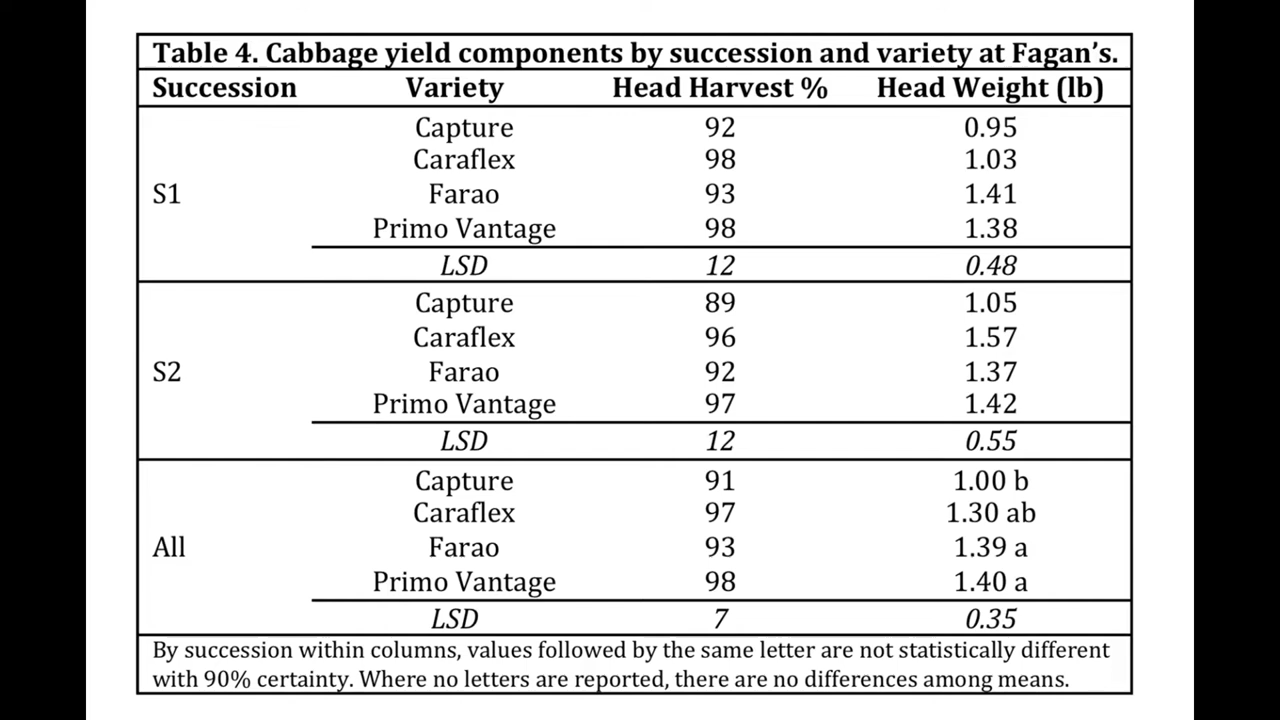 Table 4. Cabbage yield components by succession and variety at Fagan’s.
Succession Variety Head Harvest % Head Weight (lb)
Capture 92 0.95
Caraflex 98 1.03
S1 Farao 93 1.41
Primo Vantage 98 1.38
LSD 12 0.48
Capture 89 1.05
Caraflex 96 1.57
S2 Farao 92 1.37
Primo Vantage 97 1.42
LSD 12 0.55
Capture 91 1.00 b
Caraflex 97 1.30 ab
All Farao 93 1.39 a
Primo Vantage 98 1.40 a
LSD 7 0.35
By succession within columns, values followed by the same letter are not statistically different
with 90% certainty. Where no letters are reported, there are no differences among means.